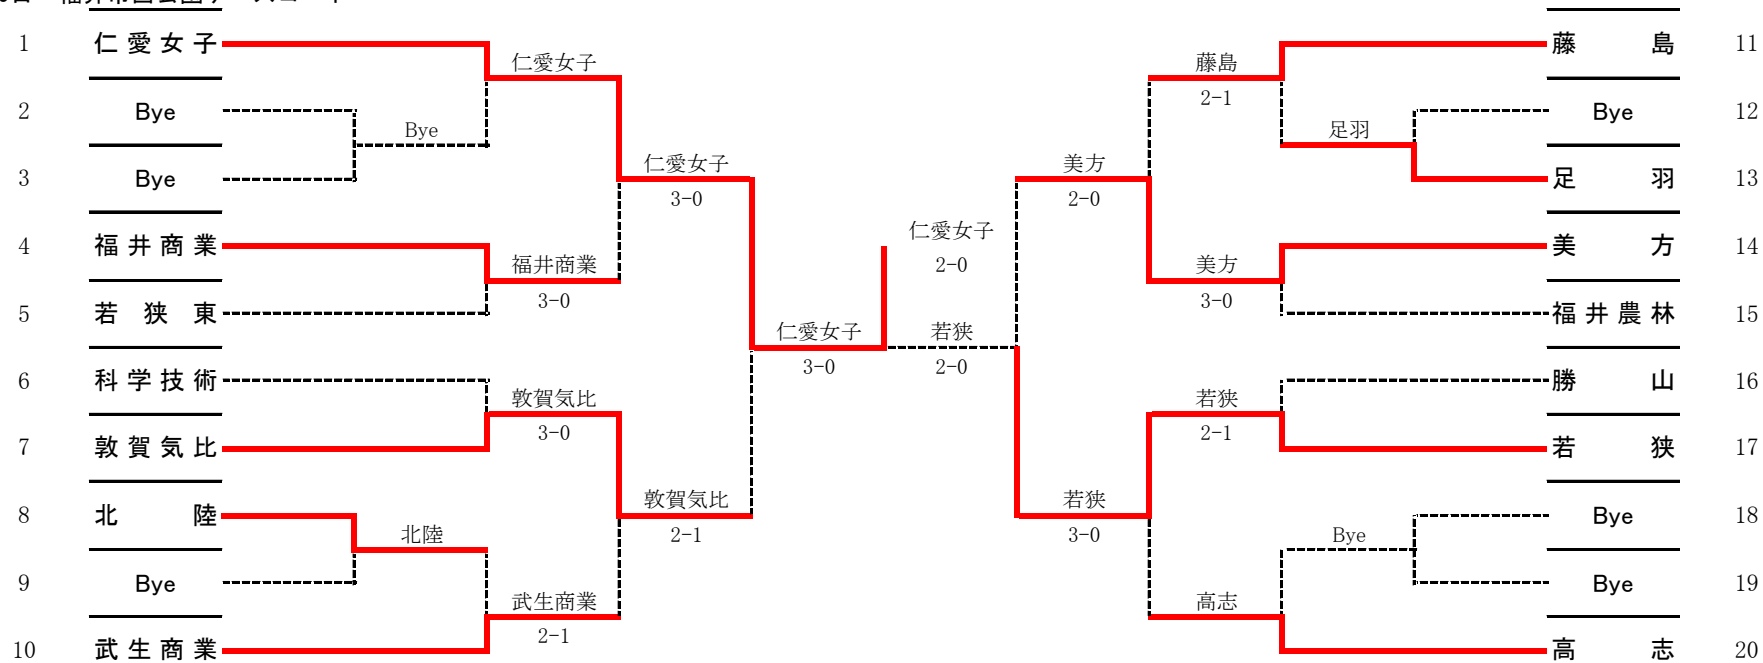 1 仁愛女子
2 Bye
3 Bye
4 福井商業
5 若狭東
6 科学技術
7 敦賀気比
8 北陸
9 Bye
10 武生商業
Bye
北陸
仁愛女子
福井商業
3-0
敦賀気比
3-0
武生商業
2-1
仁愛女子
3-0
敦賀気比
2-1
仁愛女子
3-0
仁愛女子
2-0
若狭
2-0
美方
2-0
若狭
3-0
藤島
2-1
美方
3-0
若狭
2-1
高志
足羽
Bye
藤島 11
Bye 12
足羽 13
美方 14
福井農林 15
勝山 16
若狭 17
Bye 18
Bye 19
高志 20